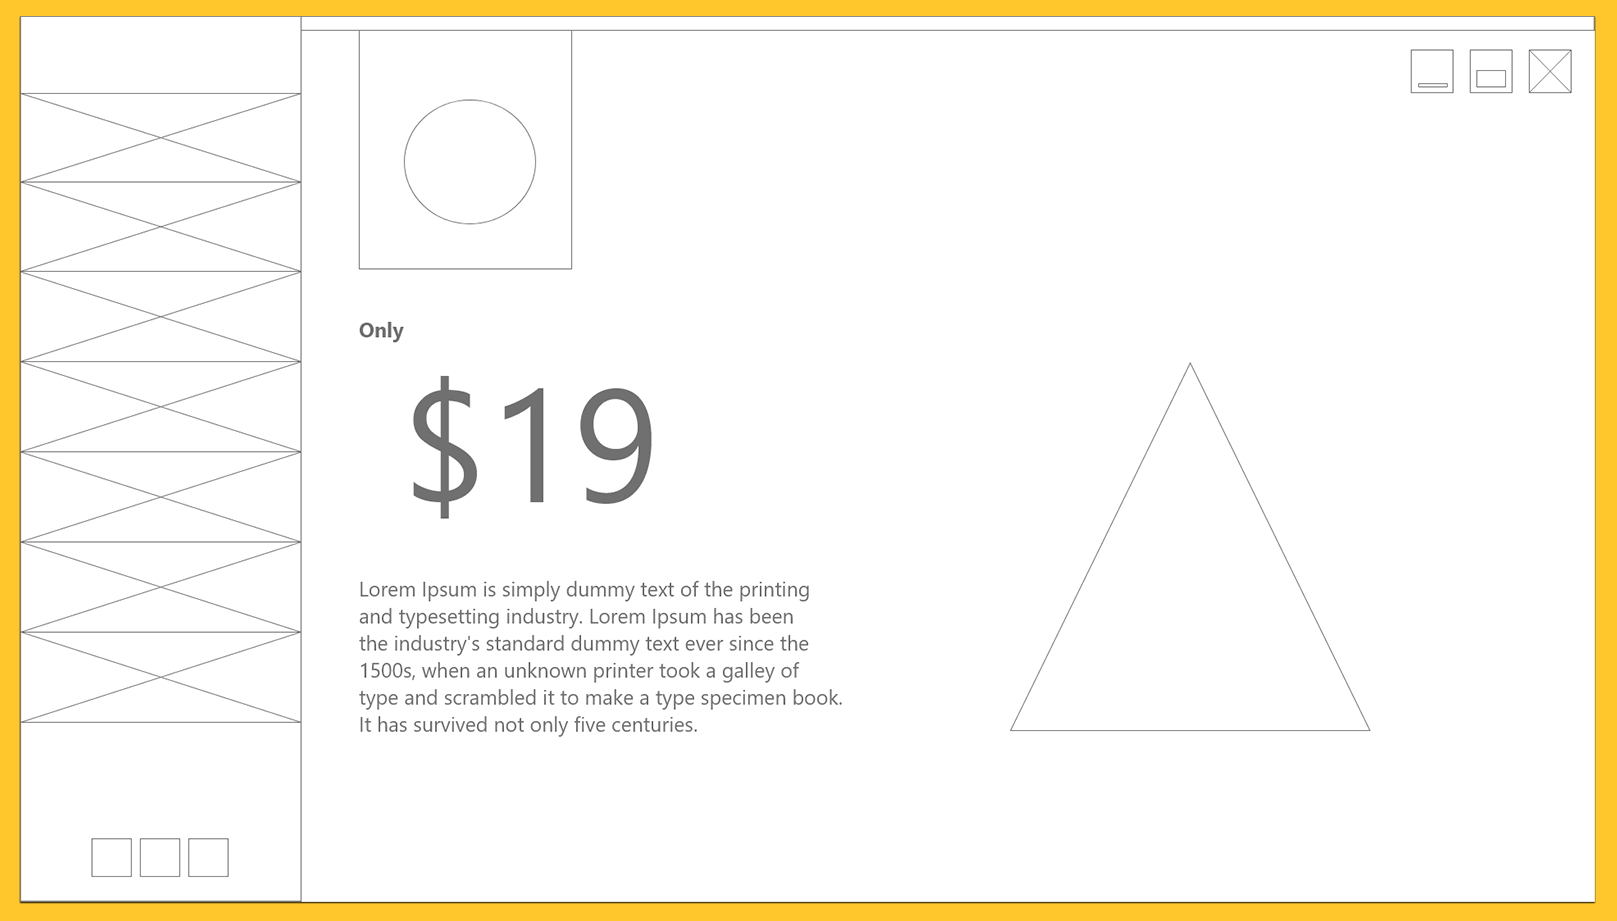 Only
$19
Lorem Ipsum is simply dummy text of the printing
and typesetting industry. Lorem Ipsum has been
the industry's standard dummy text ever since the
1500s, when an unknown printer took a galley of
type and scrambled it to make a type specimen book.
It has survived not only five centuries.